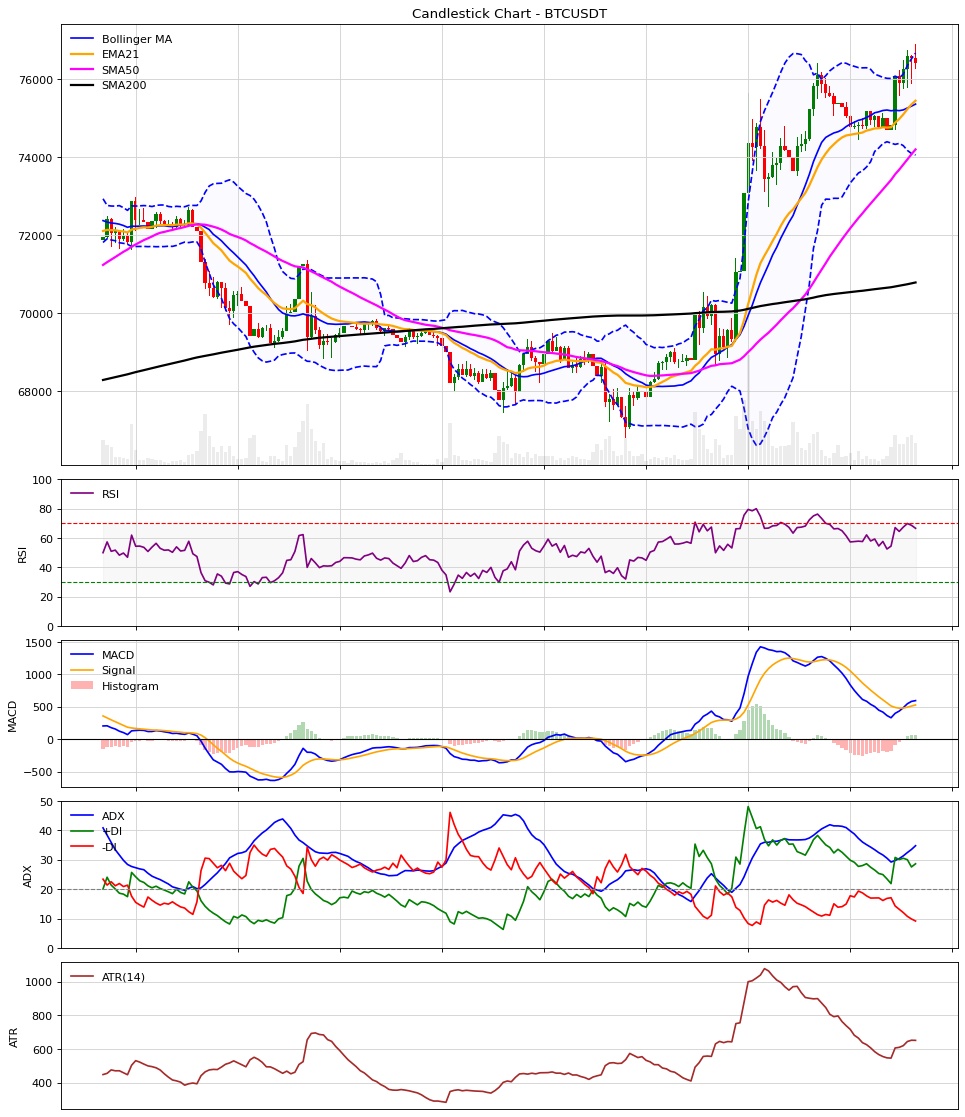 Candlestick Chart - BTCUSDT
Bollinger MA
EMA21
SMA50
SMA200
76000
74000
72000
70000
68000
RSI
100
80
60
40
20
0
RSI
MACD
Signal
Histogram
1500
1000
500
0
−500
MACD
ADX
+DI
-DI
50
40
30
20
10
0
ADX
ATR(14)
1000
800
600
400
ATR